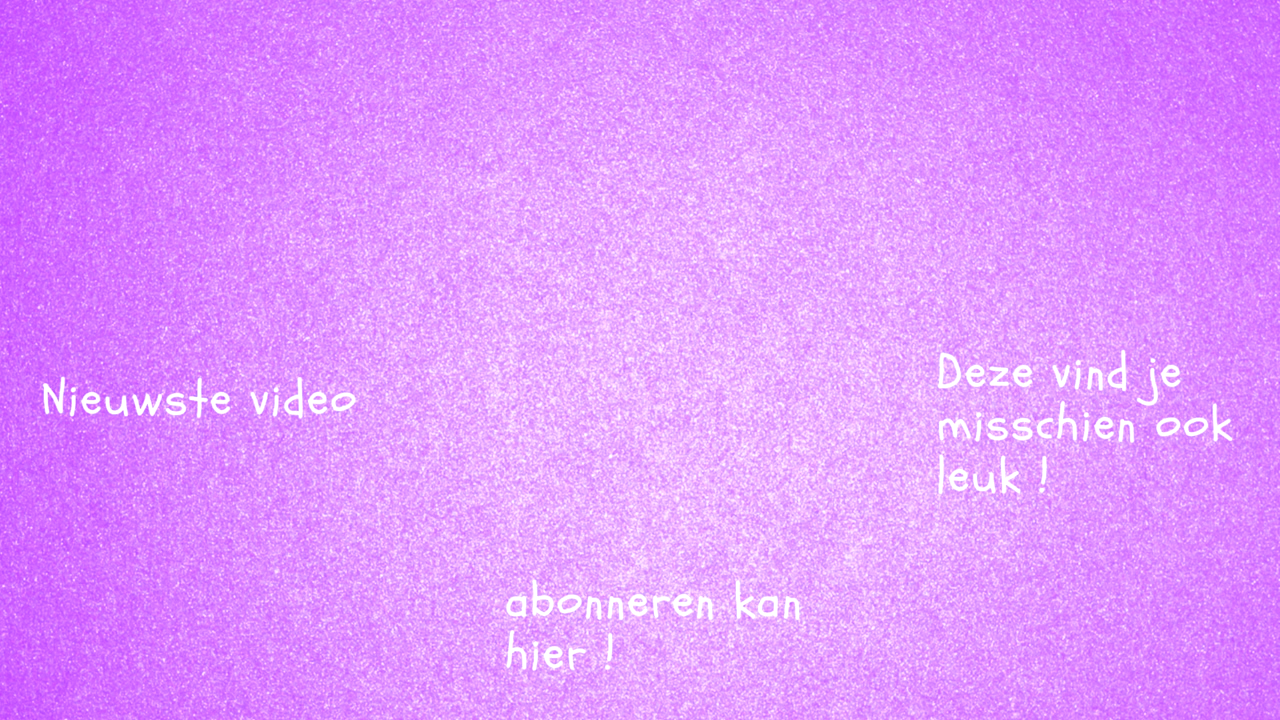 Nieuwste video
Deze vind je
misschien ook
leuk !
abonneren kan
hier !